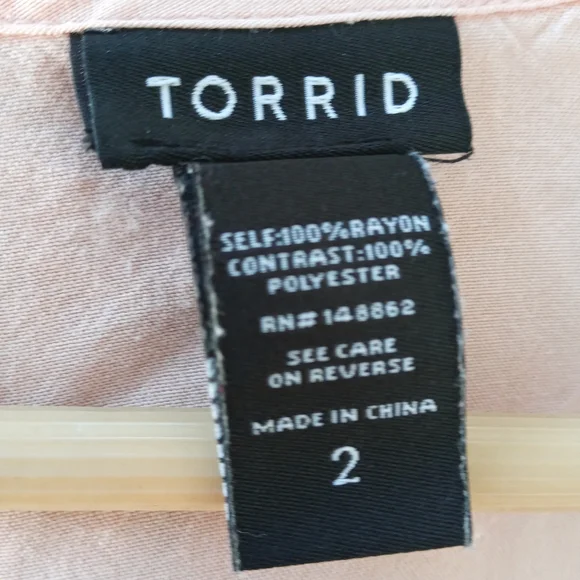 TORRID
SELF:100%RAYON
CONTRAST:100%
POLYESTER
RN# 148862
SEE CARE
ON REVERSE
MADE IN CHINA
2